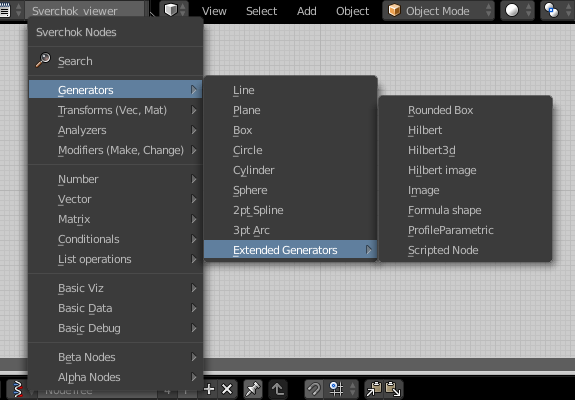 Sverchok_viewer
View
Select
Add
Object
Object Mode
Sverchok Nodes
Search
Generators
Transforms (Vec, Mat)
Analyzers
Modifiers (Make, Change)
Number
Vector
Matrix
Conditionals
List operations
Basic Viz
Basic Data
Basic Debug
Beta Nodes
Alpha Nodes
Line
Plane
Box
Circle
Cylinder
Sphere
2pt Spline
3pt Arc
Extended Generators
Rounded Box
Hilbert
Hilbert3d
Hilbert image
Image
Formula shape
ProfileParametric
Scripted Node
NodeTree